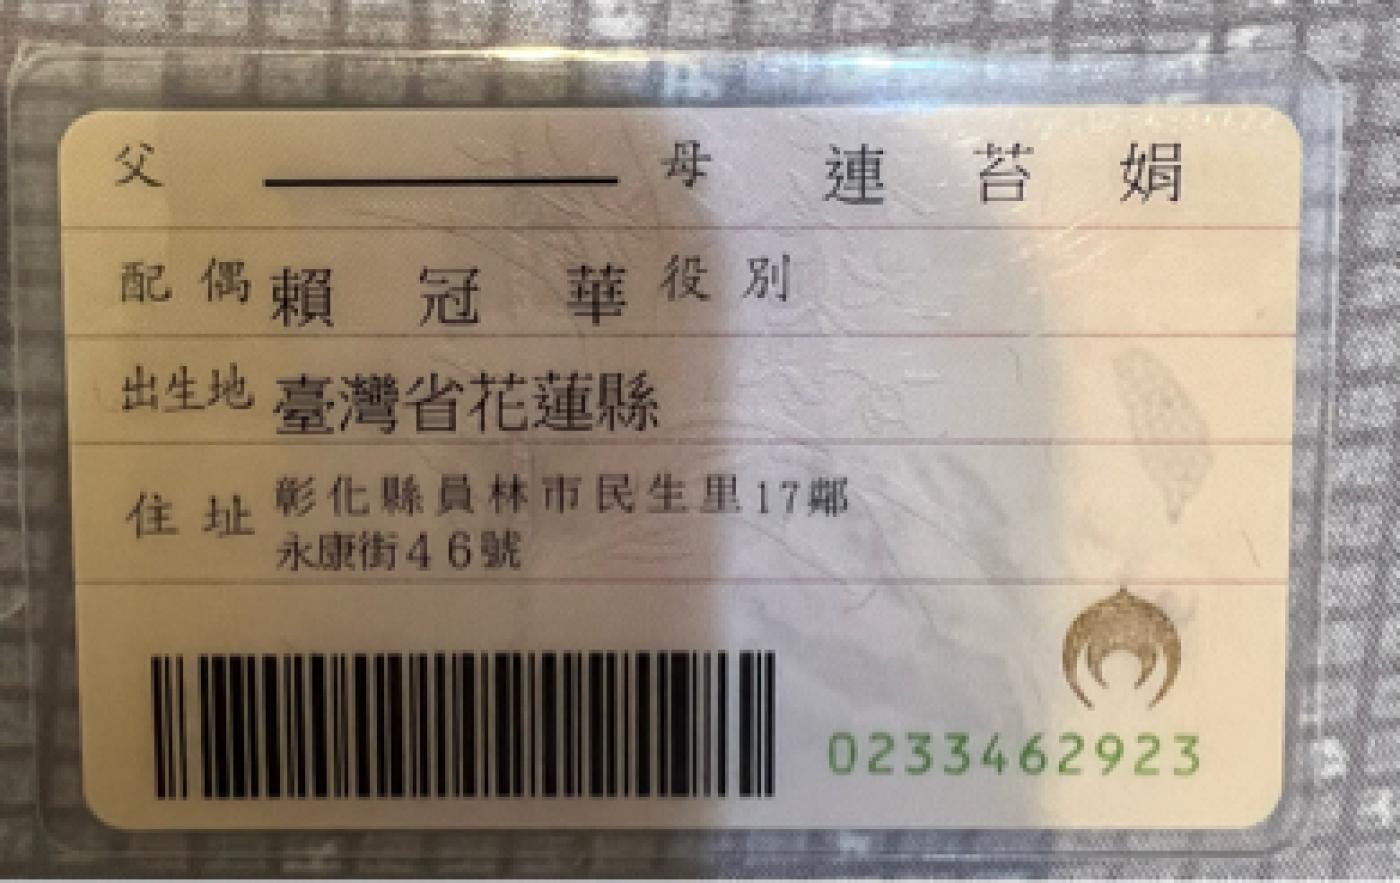 父 母 連苔娟
配偶 賴冠華 役別
出生地 臺灣省花蓮縣
住址 彰化縣員林市民生里17鄰
永康街46號
0233462923